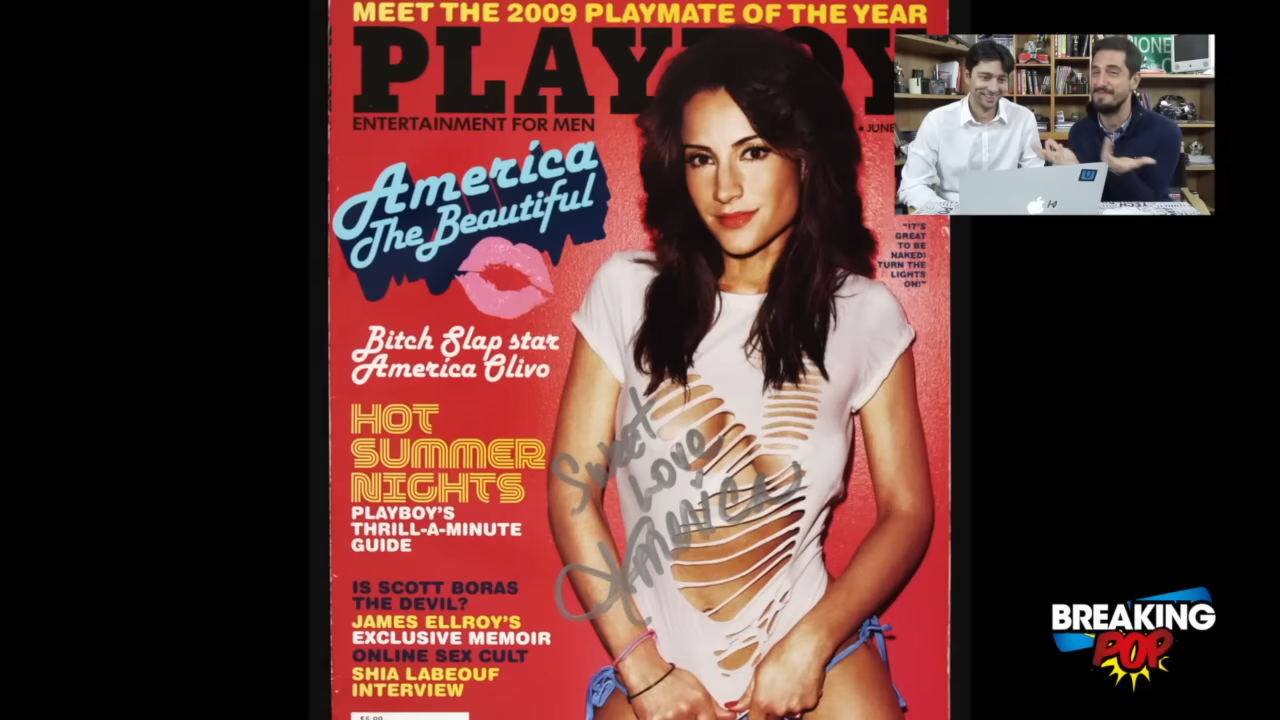 MEET THE 2009 PLAYMATE OF THE YEAR
PLAYBOY
ENTERTAINMENT FOR MEN
• JUNE
America
The Beautiful
"IT'S
GREAT
TO BE
NAKED!
TURN THE
LIGHTS
ON!"
Bitch Slap star
America Olivo
HOT
SUMMER
NIGHTS
PLAYBOY'S
THRILL-A-MINUTE
GUIDE
Sweet
Love,
America
IS SCOTT BORAS
THE DEVIL?
JAMES ELLROY'S
EXCLUSIVE MEMOIR
ONLINE SEX CULT
SHIA LABEOUF
INTERVIEW
$5.99
BREAKING
POP